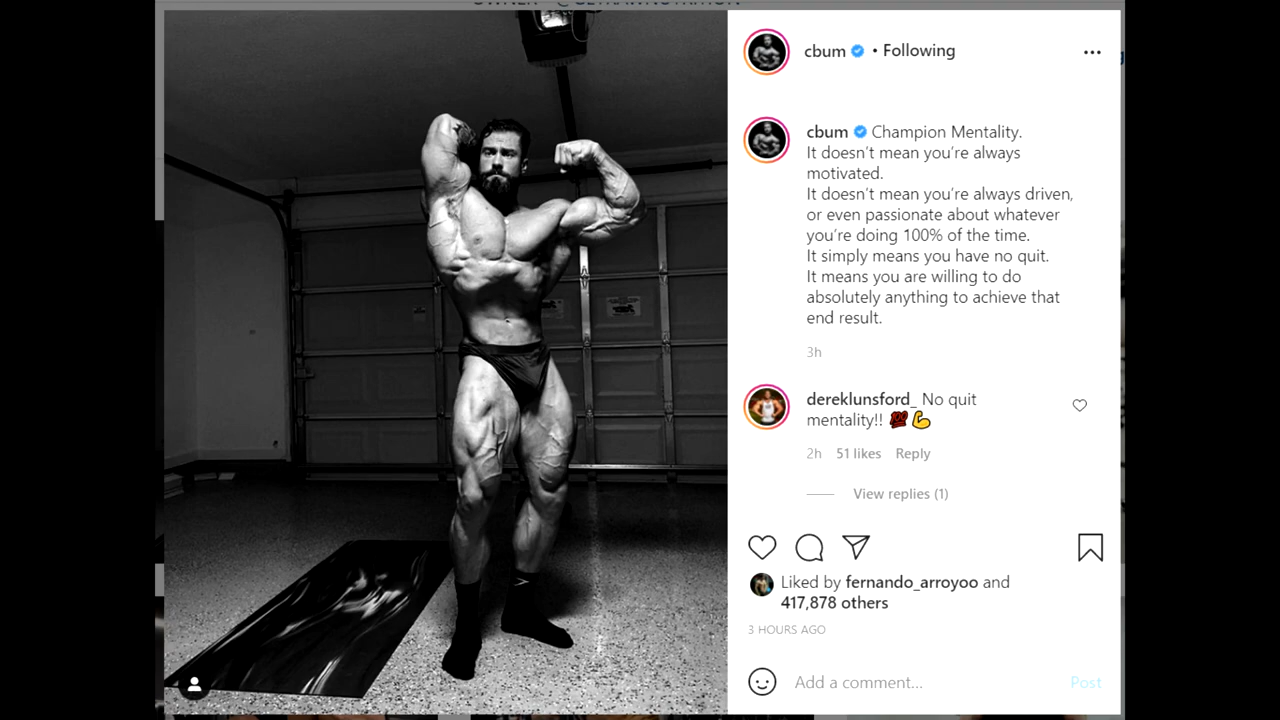 cbum • Following
cbum Champion Mentality.
It doesn't mean you're always
motivated.
It doesn't mean you're always driven,
or even passionate about whatever
you're doing 100% of the time.
It simply means you have no quit.
It means you are willing to do
absolutely anything to achieve that
end result.
3h
dereklunsford_ No quit
mentality!! 💯💪
2h 51 likes Reply
View replies (1)
Liked by fernando_arroyoo and
417,878 others
3 HOURS AGO
Add a comment... Post